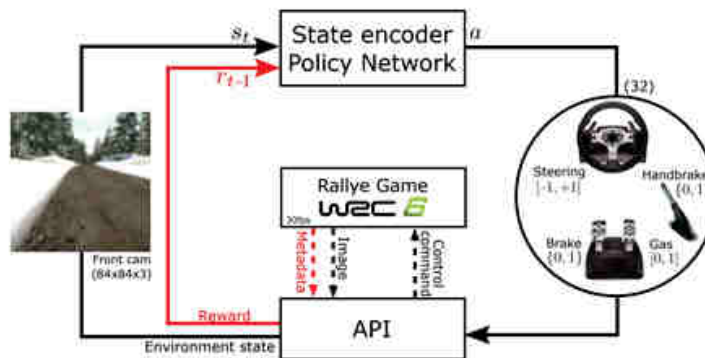 s_t
State encoder
Policy Network
a
r_{t-1}
(32)
Steering
[-1, +1]
Handbrake
{0, 1}
Rallye Game
WRC 6
30fps
Metadata
Image
Control
command
Front cam
(84x84x3)
Brake
{0, 1}
Gas
[0, 1]
Reward
API
Environment state